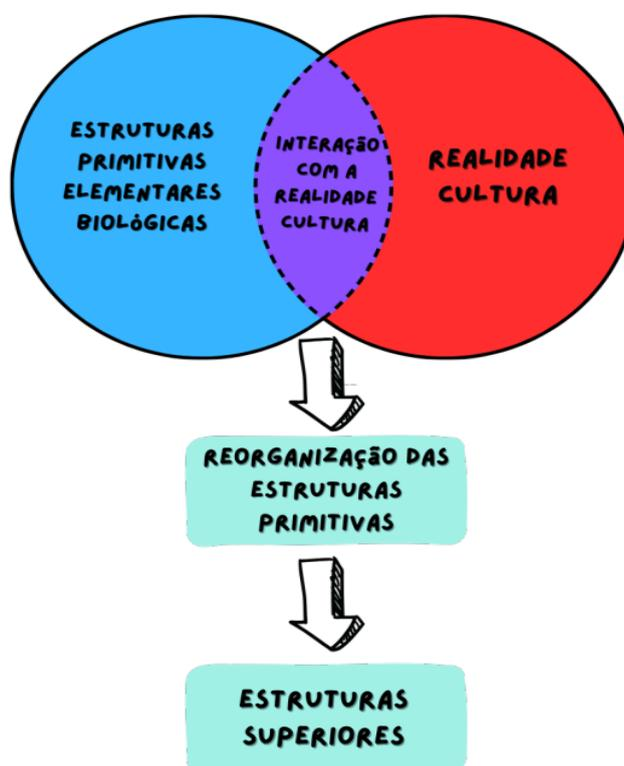 ESTRUTURAS
PRIMITIVAS
ELEMENTARES
BIOLÓGICAS
INTERAÇÃO
COM A
REALIDADE
CULTURA
REALIDADE
CULTURA
REORGANIZAÇÃO DAS
ESTRUTURAS
PRIMITIVAS
ESTRUTURAS
SUPERIORES